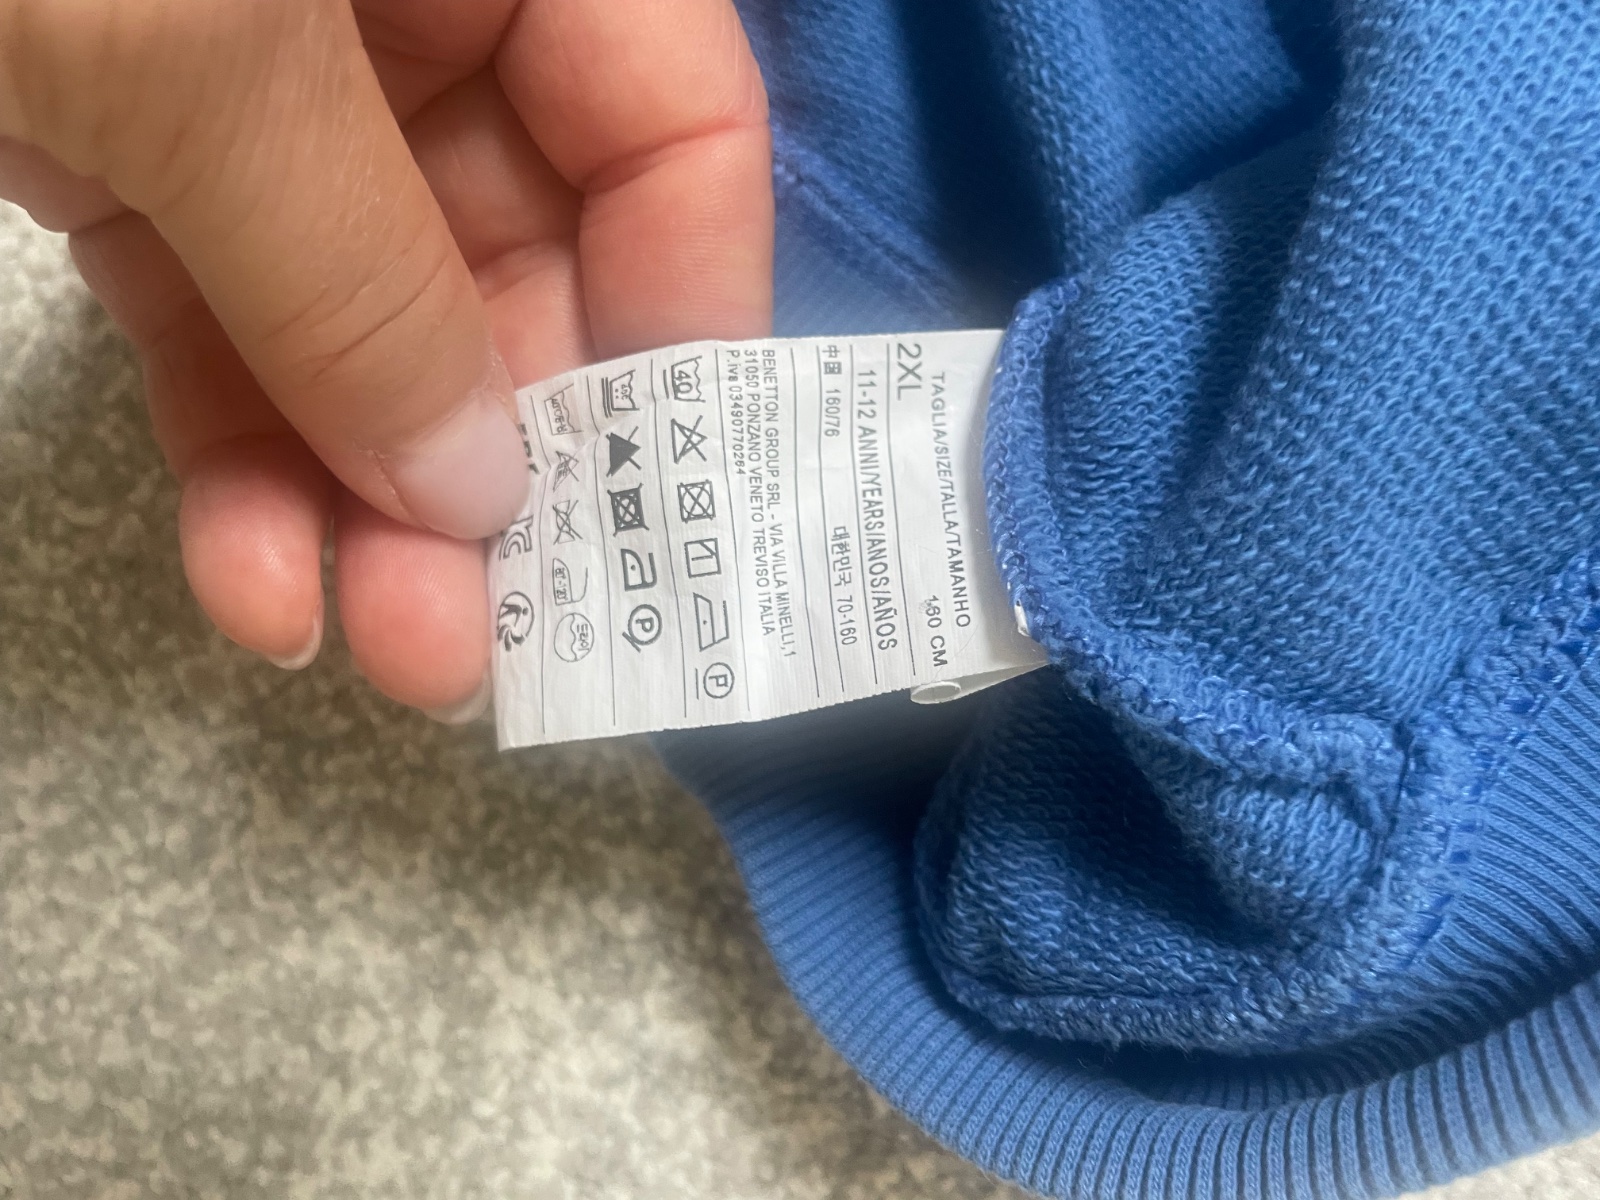 TAGLIA/SIZE/TALLA/TAMANHO
2XL 160 CM
11-12 ANNI/YEARS/ANOS/AÑOS
中国 160/76 대한민국 70-160
BENETTON GROUP SRL - VIA VILLA MINELLI, 1
31050 PONZANO VENETO TREVISO ITALIA
P.iva 03490770264
40
P
P